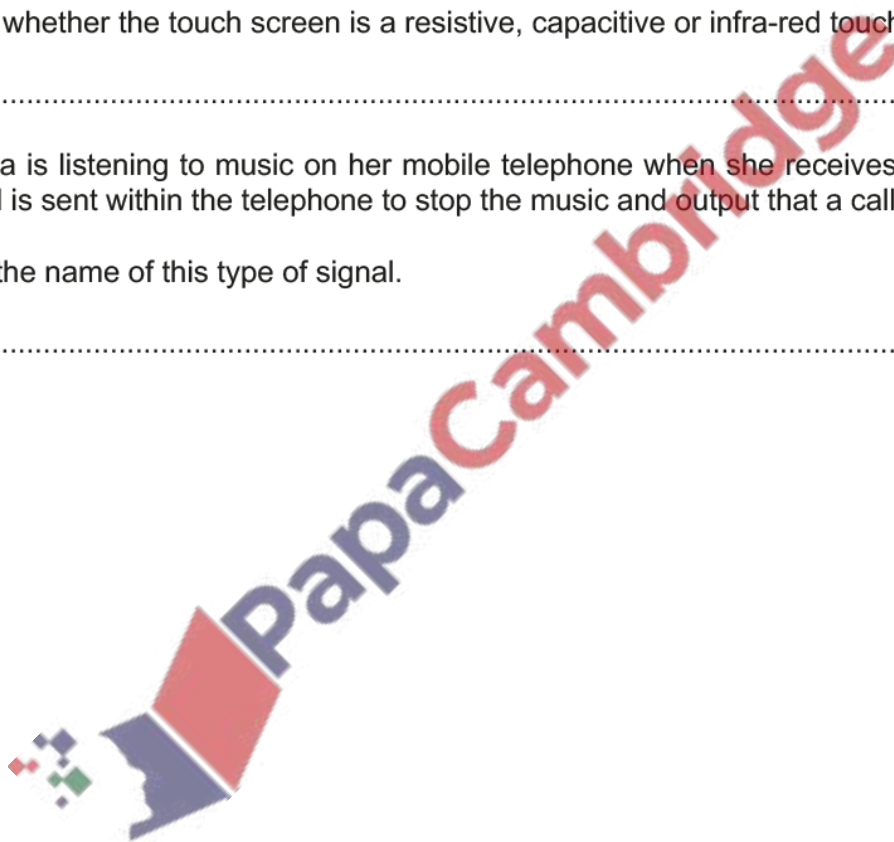 whether the touch screen is a resistive, capacitive or infra-red touch
....................................................................................................
a is listening to music on her mobile telephone when she receives
is sent within the telephone to stop the music and output that a call
the name of this type of signal.
....................................................................................................
PapaCambridge